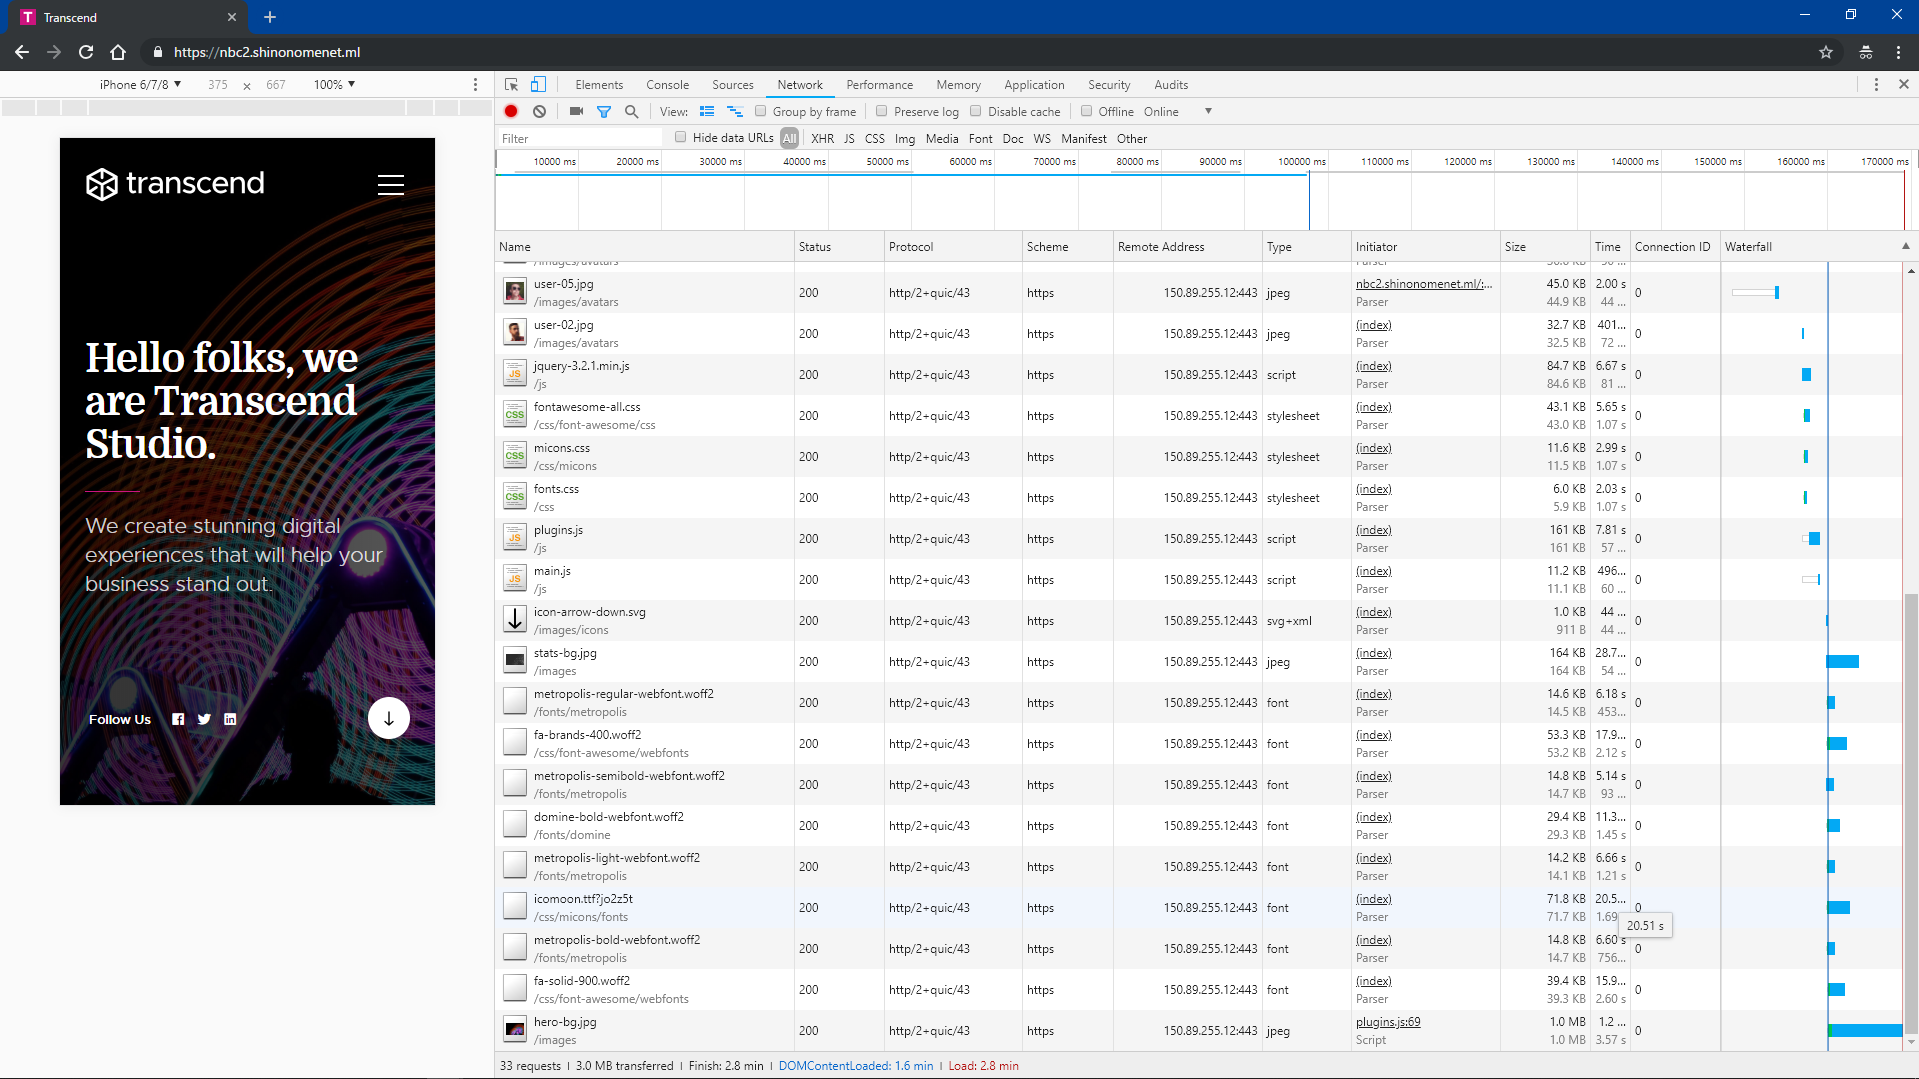 Transcend
https://nbc2.shinonomenet.ml
iPhone 6/7/8 375 × 667 100%
Elements Console Sources Network Performance Memory Application Security Audits
View: Group by frame Preserve log Disable cache Offline Online
Filter Hide data URLs All XHR JS CSS Img Media Font Doc WS Manifest Other
10000 ms 20000 ms 30000 ms 40000 ms 50000 ms 60000 ms 70000 ms 80000 ms 90000 ms 100000 ms 110000 ms 120000 ms 130000 ms 140000 ms 150000 ms 160000 ms 170000 ms
transcend
Hello folks, we
are Transcend
Studio.
We create stunning digital
experiences that will help your
business stand out.
Follow Us
Name Status Protocol Scheme Remote Address Type Initiator Size Time Connection ID Waterfall
/images/avatars Parser
user-05.jpg nbc2.shinonomenet.ml/:... 45.0 KB 2.00 s
200 http/2+quic/43 https 150.89.255.12:443 jpeg 0
/images/avatars Parser 44.9 KB 44 ...
user-02.jpg (index) 32.7 KB 401...
200 http/2+quic/43 https 150.89.255.12:443 jpeg 0
/images/avatars Parser 32.5 KB 72 ...
jquery-3.2.1.min.js (index) 84.7 KB 6.67 s
200 http/2+quic/43 https 150.89.255.12:443 script 0
/js Parser 84.6 KB 81 ...
fontawesome-all.css (index) 43.1 KB 5.65 s
200 http/2+quic/43 https 150.89.255.12:443 stylesheet 0
/css/font-awesome/css Parser 43.0 KB 1.07 s
micons.css (index) 11.6 KB 2.99 s
200 http/2+quic/43 https 150.89.255.12:443 stylesheet 0
/css/micons Parser 11.5 KB 1.07 s
fonts.css (index) 6.0 KB 2.03 s
200 http/2+quic/43 https 150.89.255.12:443 stylesheet 0
/css Parser 5.9 KB 1.07 s
plugins.js (index) 161 KB 7.81 s
200 http/2+quic/43 https 150.89.255.12:443 script 0
/js Parser 161 KB 57 ...
main.js (index) 11.2 KB 496...
200 http/2+quic/43 https 150.89.255.12:443 script 0
/js Parser 11.1 KB 60 ...
icon-arrow-down.svg (index) 1.0 KB 44 ...
200 http/2+quic/43 https 150.89.255.12:443 svg+xml 0
/images/icons Parser 911 B 44 ...
stats-bg.jpg (index) 164 KB 28.7...
200 http/2+quic/43 https 150.89.255.12:443 jpeg 0
/images Parser 164 KB 54 ...
metropolis-regular-webfont.woff2 (index) 14.6 KB 6.18 s
200 http/2+quic/43 https 150.89.255.12:443 font 0
/fonts/metropolis Parser 14.5 KB 453...
fa-brands-400.woff2 (index) 53.3 KB 17.9...
200 http/2+quic/43 https 150.89.255.12:443 font 0
/css/font-awesome/webfonts Parser 53.2 KB 2.12 s
metropolis-semibold-webfont.woff2 (index) 14.8 KB 5.14 s
200 http/2+quic/43 https 150.89.255.12:443 font 0
/fonts/metropolis Parser 14.7 KB 93 ...
domine-bold-webfont.woff2 (index) 29.4 KB 11.3...
200 http/2+quic/43 https 150.89.255.12:443 font 0
/fonts/domine Parser 29.3 KB 1.45 s
metropolis-light-webfont.woff2 (index) 14.2 KB 6.66 s
200 http/2+quic/43 https 150.89.255.12:443 font 0
/fonts/metropolis Parser 14.1 KB 1.21 s
icomoon.ttf?jo2z5t (index) 71.8 KB 20.5...
200 http/2+quic/43 https 150.89.255.12:443 font 0
/css/micons/fonts Parser 71.7 KB 1.69
20.51 s
metropolis-bold-webfont.woff2 (index) 14.8 KB 6.60 s
200 http/2+quic/43 https 150.89.255.12:443 font 0
/fonts/metropolis Parser 14.7 KB 756...
fa-solid-900.woff2 (index) 39.4 KB 15.9...
200 http/2+quic/43 https 150.89.255.12:443 font 0
/css/font-awesome/webfonts Parser 39.3 KB 2.60 s
hero-bg.jpg plugins.js:69 1.0 MB 1.2 ...
200 http/2+quic/43 https 150.89.255.12:443 jpeg 0
/images Script 1.0 MB 3.57 s
33 requests | 3.0 MB transferred | Finish: 2.8 min | DOMContentLoaded: 1.6 min | Load: 2.8 min